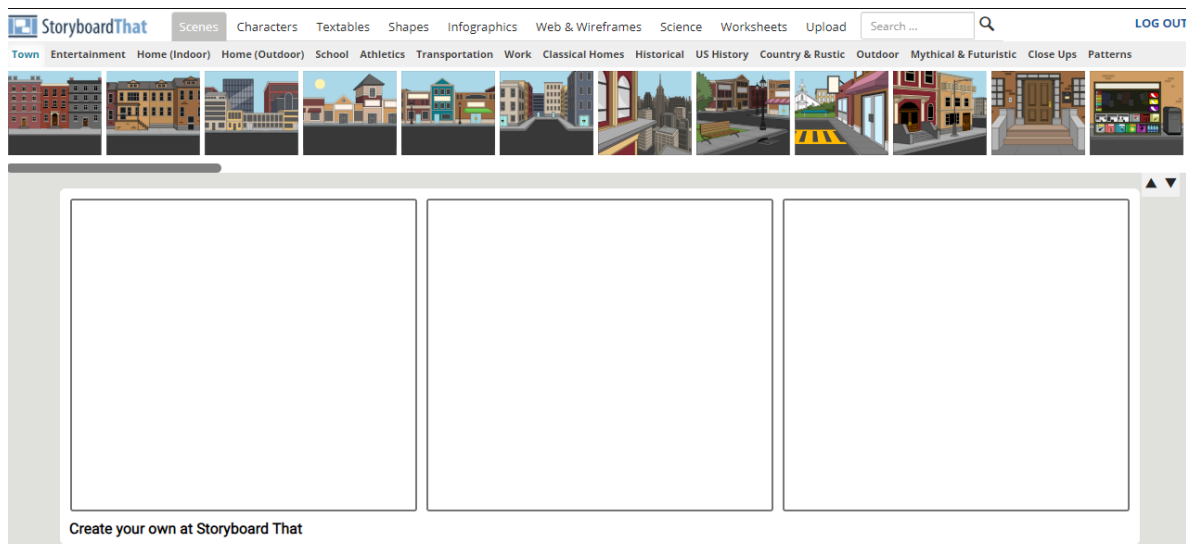 StoryboardThat Scenes Characters Textables Shapes Infographics Web & Wireframes Science Worksheets Upload Search ... LOG OUT
Town Entertainment Home (Indoor) Home (Outdoor) School Athletics Transportation Work Classical Homes Historical US History Country & Rustic Outdoor Mythical & Futuristic Close Ups Patterns
Create your own at Storyboard That